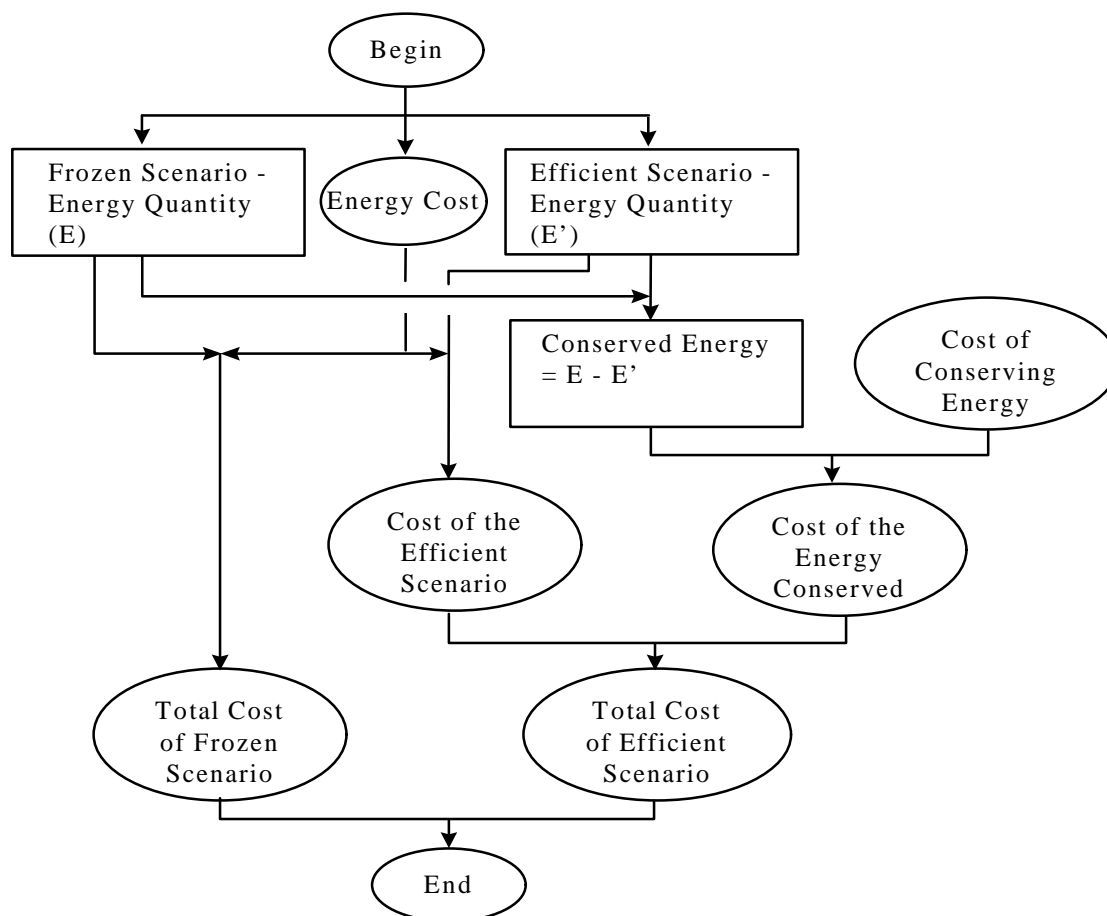 Begin
Frozen Scenario -
Energy Quantity
(E)
Energy Cost
Efficient Scenario -
Energy Quantity
(E’)
Conserved Energy
= E - E’
Cost of
Conserving
Energy
Cost of the
Efficient
Scenario
Cost of the
Energy
Conserved
Total Cost
of Frozen
Scenario
Total Cost
of Efficient
Scenario
End